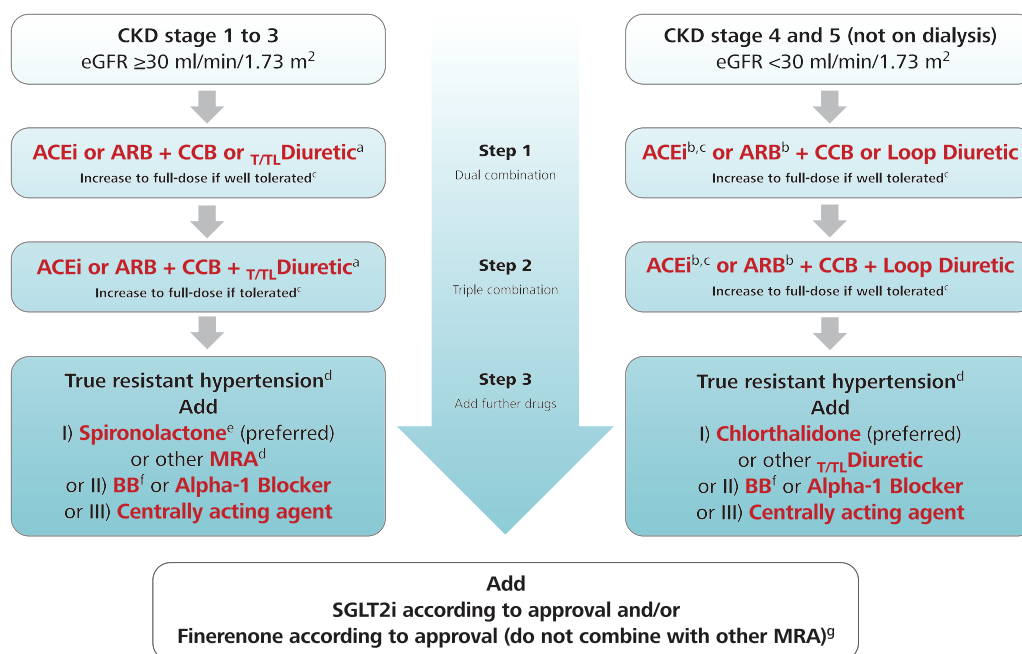 CKD stage 1 to 3
eGFR ≥30 ml/min/1.73 m²
ACEi or ARB + CCB or T/TLDiureticᵃ
Increase to full-dose if well toleratedᶜ
ACEi or ARB + CCB + T/TLDiureticᵃ
Increase to full-dose if toleratedᶜ
True resistant hypertensionᵈ
Add
I) Spironolactoneᵉ (preferred)
or other MRAᵈ
or II) BBᶠ or Alpha-1 Blocker
or III) Centrally acting agent
Step 1
Dual combination
Step 2
Triple combination
Step 3
Add further drugs
CKD stage 4 and 5 (not on dialysis)
eGFR <30 ml/min/1.73 m²
ACEiᵇ,ᶜ or ARBᵇ + CCB or Loop Diuretic
Increase to full-dose if well toleratedᶜ
ACEiᵇ,ᶜ or ARBᵇ + CCB + Loop Diuretic
Increase to full-dose if well toleratedᶜ
True resistant hypertensionᵈ
Add
I) Chlorthalidone (preferred)
or other T/TLDiuretic
or II) BBᶠ or Alpha-1 Blocker
or III) Centrally acting agent
Add
SGLT2i according to approval and/or
Finerenone according to approval (do not combine with other MRA)ᵍ